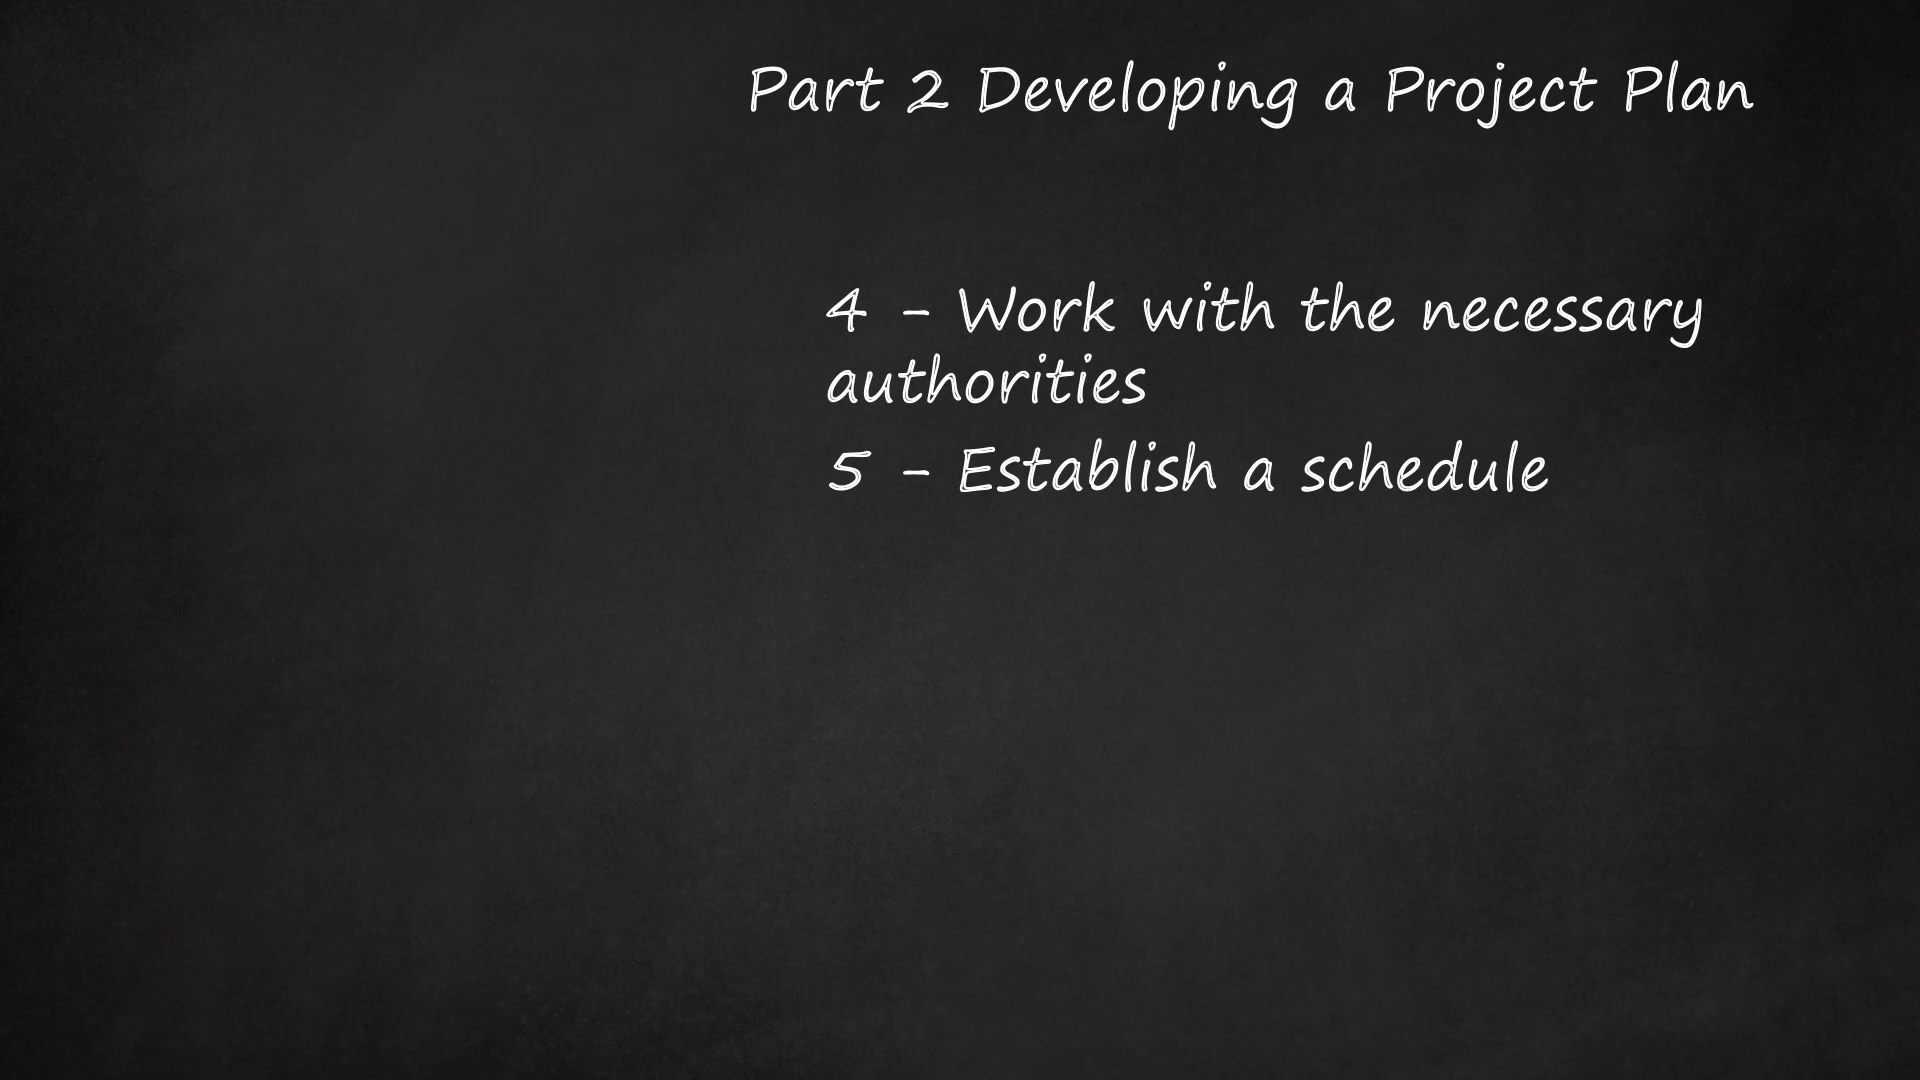 Part 2 Developing a Project Plan
4 - Work with the necessary
authorities
5 - Establish a schedule